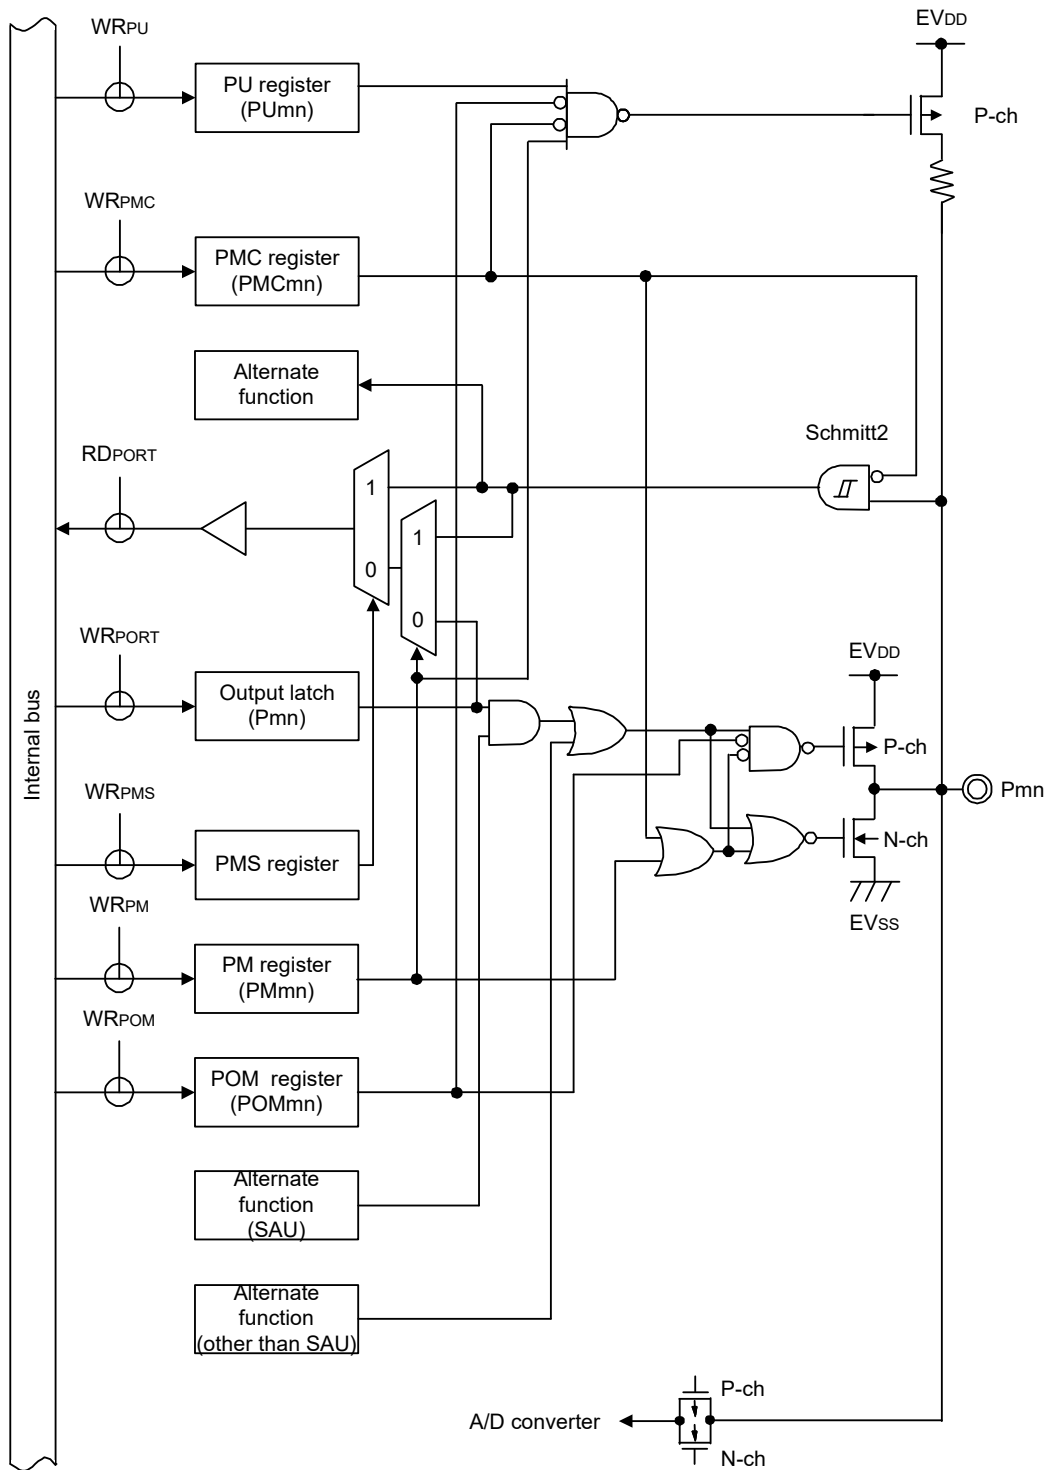 WRPU
EVDD
PU register
(PUmn)
P-ch
WRPMC
PMC register
(PMCmn)
Alternate
function
Schmitt2
RDPORT
1
1
0
0
WRPORT
EVDD
Output latch
(Pmn)
P-ch
Internal bus
Pmn
WRPMS
N-ch
PMS register
WRPM
EVSS
PM register
(PMmn)
WRPOM
POM register
(POMmn)
Alternate
function
(SAU)
Alternate
function
(other than SAU)
P-ch
A/D converter
N-ch